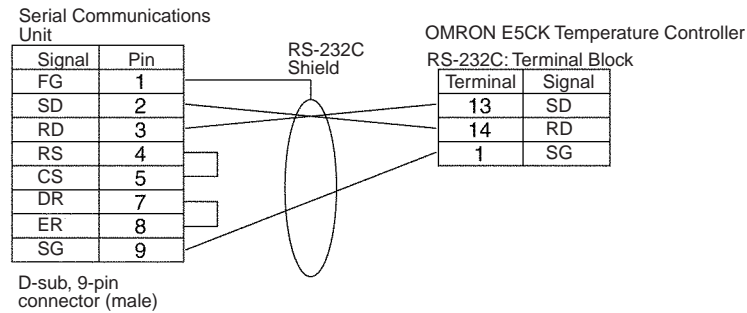 Serial Communications
Unit
Signal Pin
FG 1
SD 2
RD 3
RS 4
CS 5
DR 7
ER 8
SG 9
D-sub, 9-pin
connector (male)
RS-232C
Shield
OMRON E5CK Temperature Controller
RS-232C: Terminal Block
Terminal Signal
13 SD
14 RD
1 SG